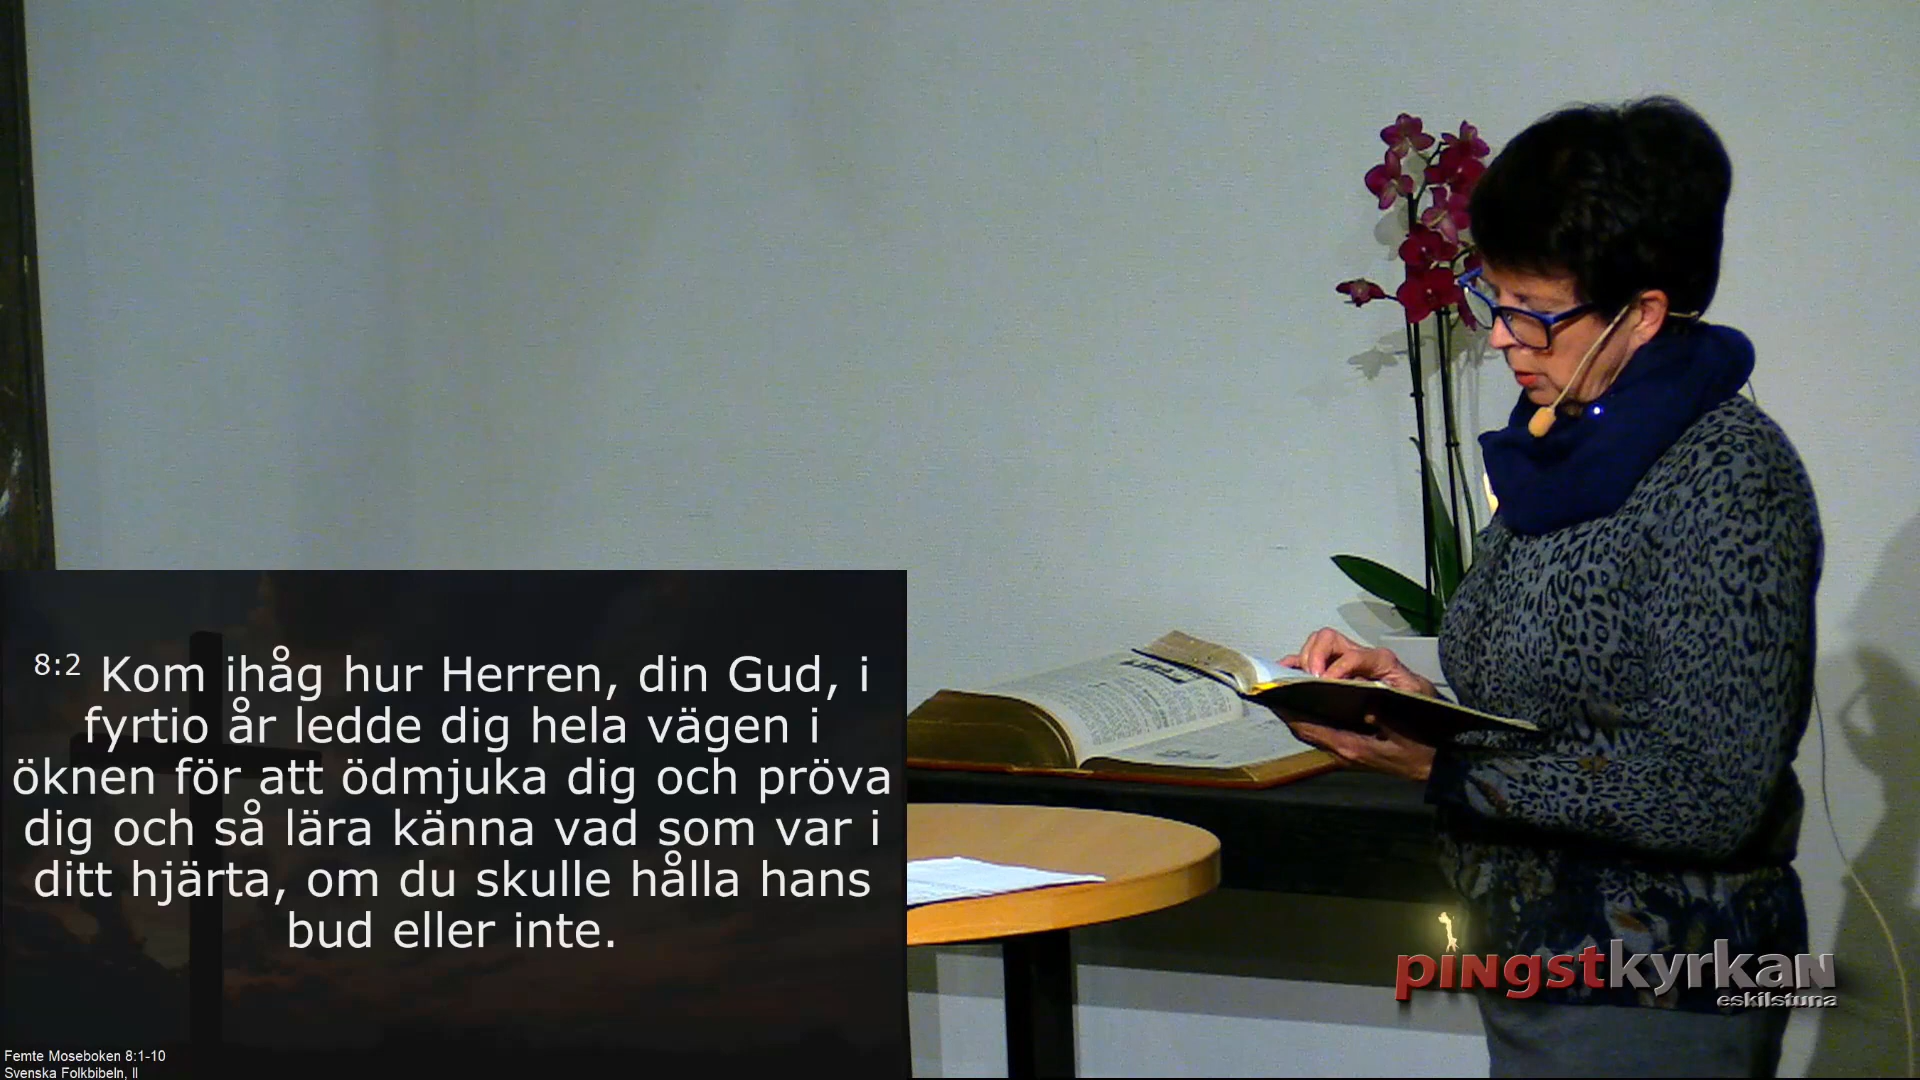 8:2 Kom ihåg hur Herren, din Gud, i
fyrtio år ledde dig hela vägen i
öknen för att ödmjuka dig och pröva
dig och så lära känna vad som var i
ditt hjärta, om du skulle hålla hans
bud eller inte.
Femte Moseboken 8:1-10
Svenska Folkbibeln, II
pingstkyrkan
eskilstuna